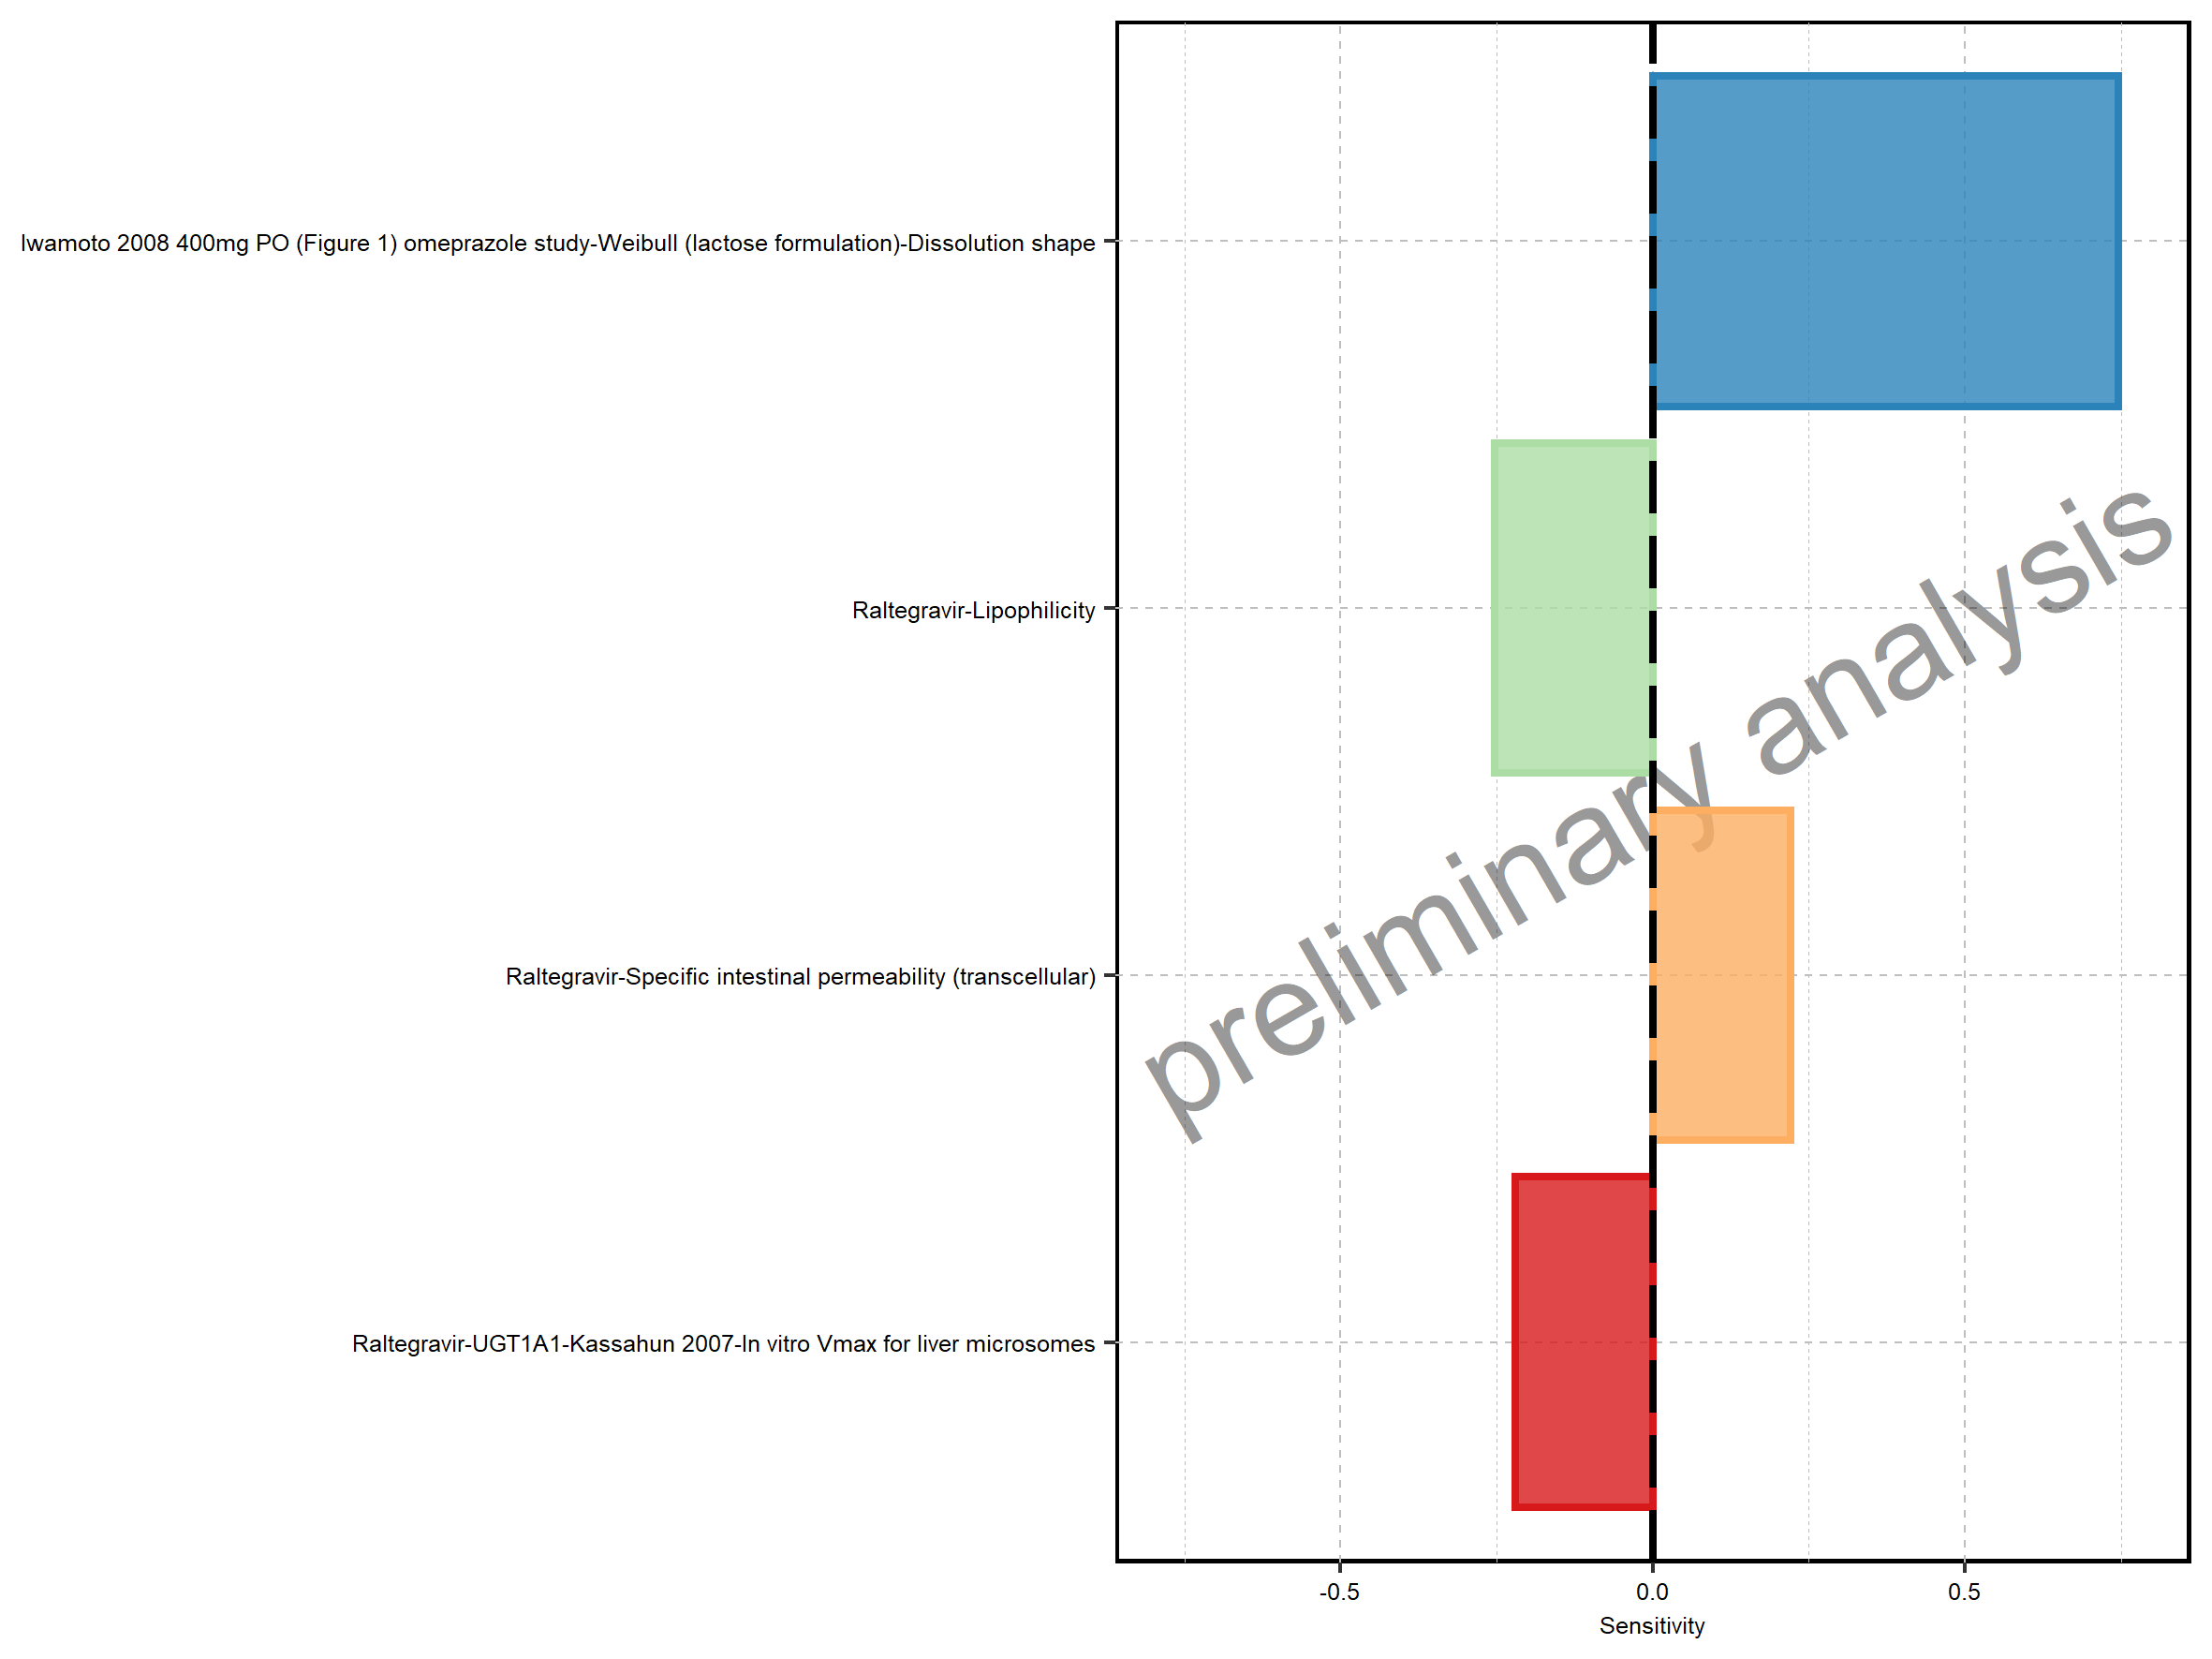 Iwamoto 2008 400mg PO (Figure 1) omeprazole study-Weibull (lactose formulation)-Dissolution shape
Raltegravir-Lipophilicity
Raltegravir-Specific intestinal permeability (transcellular)
Raltegravir-UGT1A1-Kassahun 2007-In vitro Vmax for liver microsomes
preliminary analysis
-0.5 0.0 0.5
Sensitivity